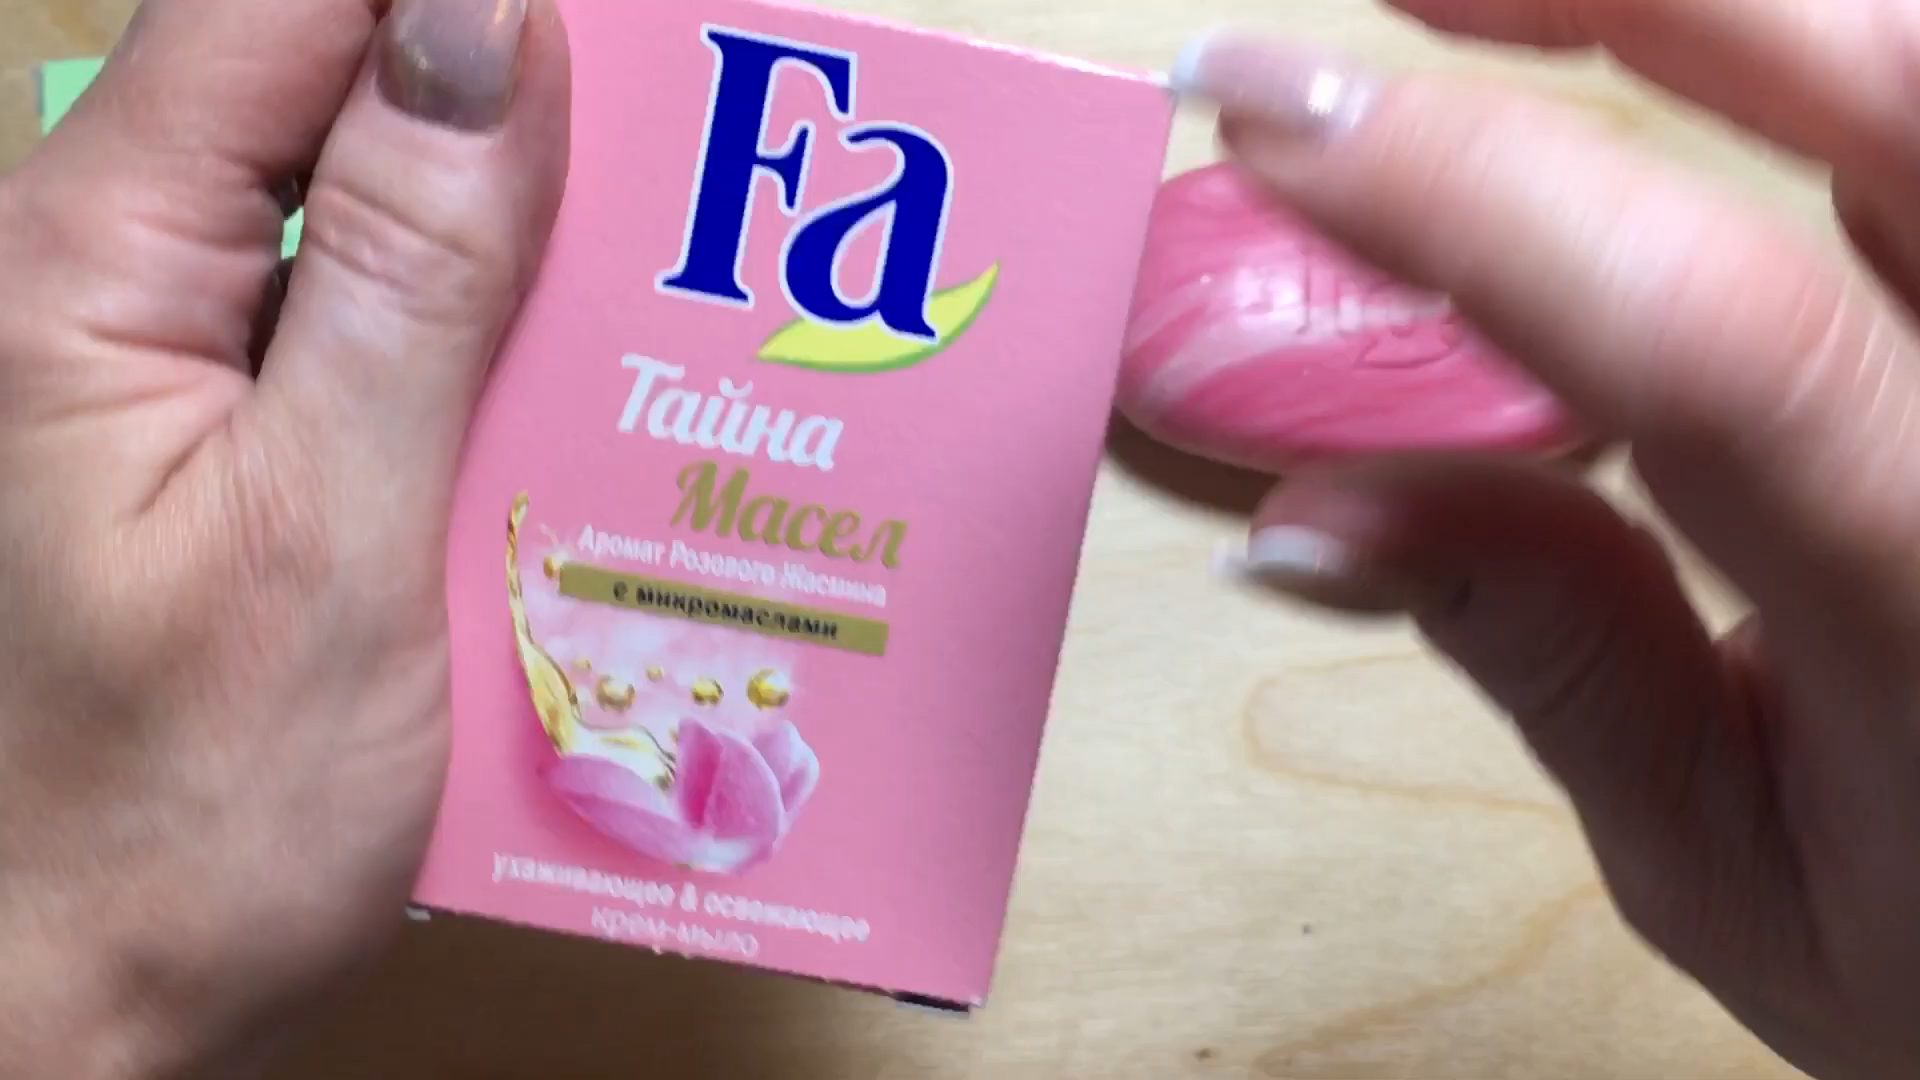 Fa
Тайна
Масел
Аромат Розового Жасмина
с микромаслами
ухаживающее & освежающее
крем-мыло